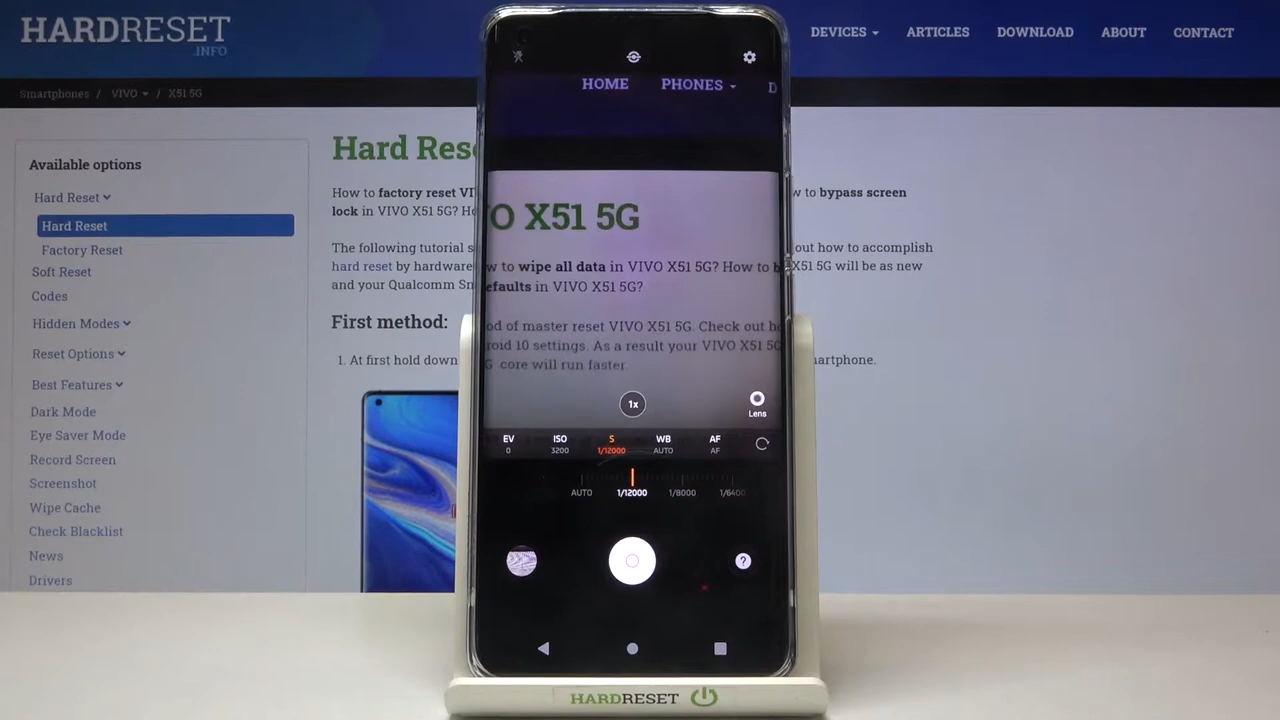 HARDRESET
.INFO
DEVICES ARTICLES DOWNLOAD ABOUT CONTACT
Smartphones / VIVO / X51 5G
Available options
Hard Reset
Hard Reset
Factory Reset
Soft Reset
Codes
Hidden Modes
Reset Options
Best Features
Dark Mode
Eye Saver Mode
Record Screen
Screenshot
Wipe Cache
Check Blacklist
News
Drivers
Hard Res
How to factory reset VI
w to bypass screen
lock in VIVO X51 5G?
The following tutorial s
out how to accomplish
hard reset by hardware
X51 5G will be as new
and your Qualcomm Sn
First method:
1. At first hold down
artphone.
HOME PHONES D
O X51 5G
w to wipe all data in VIVO X51 5G? How to b
efaults in VIVO X51 5G?
od of master reset VIVO X51 5G. Check out ho
roid 10 settings. As a result your VIVO X51 5G
G core will run faster.
1x
Lens
EV ISO S WB AF
0 3200 1/12000 AUTO AF
AUTO 1/12000 1/8000 1/6400
?
HARDRESET